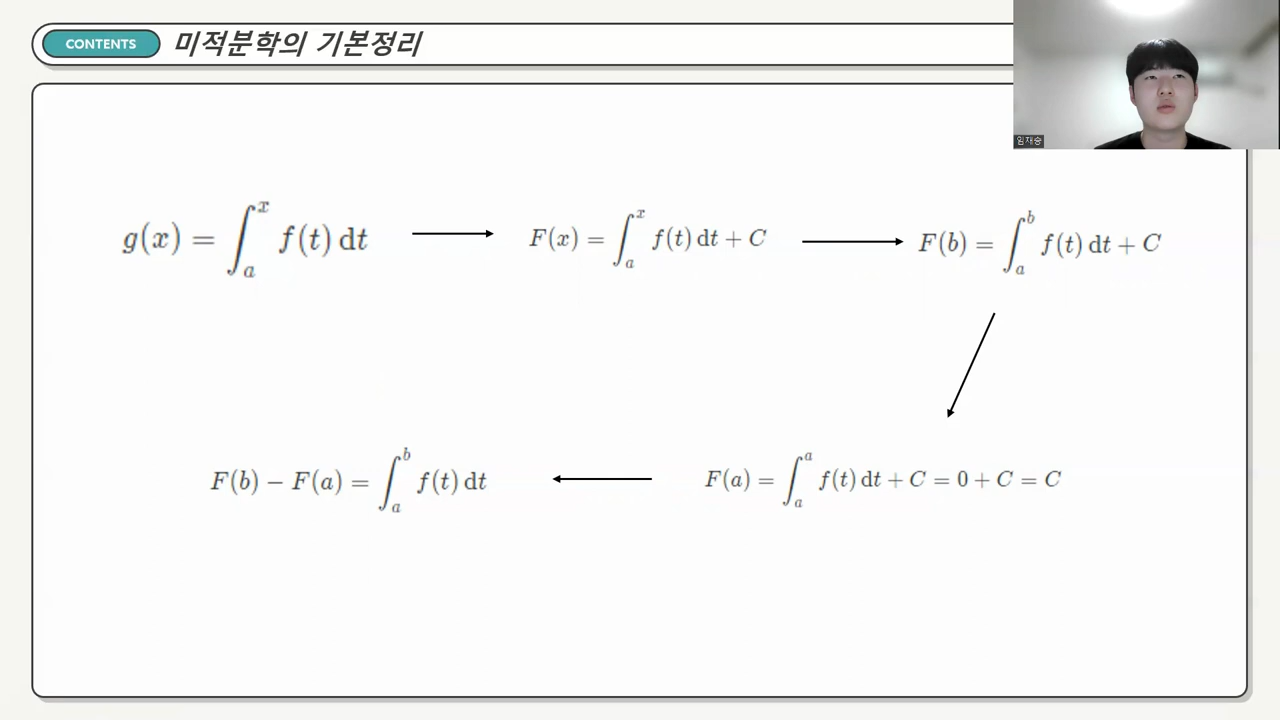 CONTENTS 미적분학의 기본정리
임재승
g(x) = ∫_a^x f(t) dt
F(x) = ∫_a^x f(t) dt + C
F(b) = ∫_a^b f(t) dt + C
F(b) − F(a) = ∫_a^b f(t) dt
F(a) = ∫_a^a f(t) dt + C = 0 + C = C